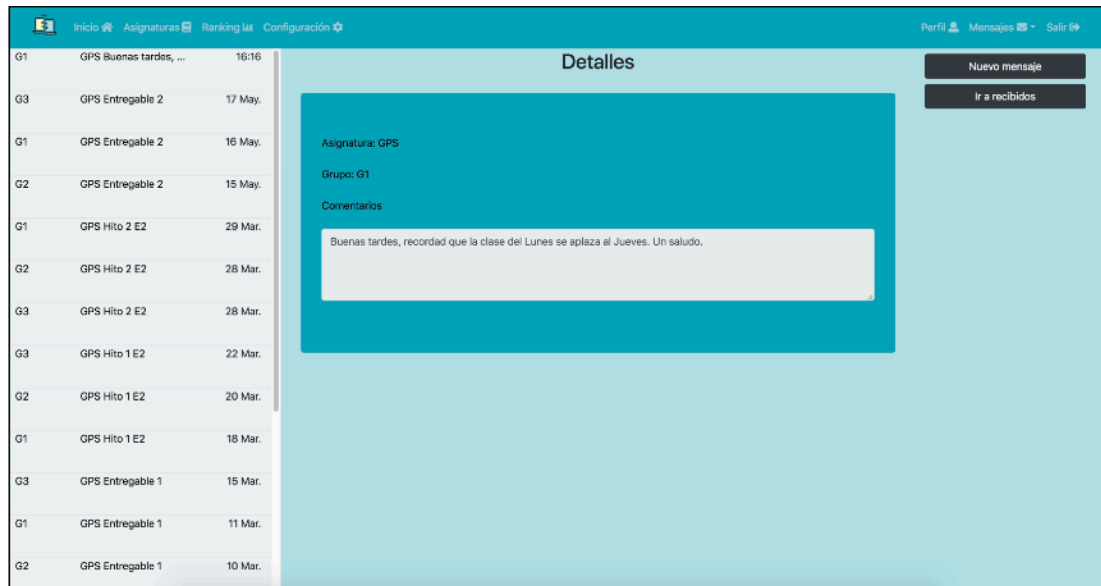 Inicio Asignaturas Ranking Configuración Perfil Mensajes Salir
G1 GPS Buenas tardes, ... 16:16
G3 GPS Entregable 2 17 May.
G1 GPS Entregable 2 16 May.
G2 GPS Entregable 2 15 May.
G1 GPS Hito 2 E2 29 Mar.
G2 GPS Hito 2 E2 28 Mar.
G3 GPS Hito 2 E2 28 Mar.
G3 GPS Hito 1 E2 22 Mar.
G2 GPS Hito 1 E2 20 Mar.
G1 GPS Hito 1 E2 18 Mar.
G3 GPS Entregable 1 15 Mar.
G1 GPS Entregable 1 11 Mar.
G2 GPS Entregable 1 10 Mar.
Detalles
Asignatura: GPS
Grupo: G1
Comentarios
Buenas tardes, recordad que la clase del Lunes se aplaza al Jueves. Un saludo.
Nuevo mensaje
Ir a recibidos